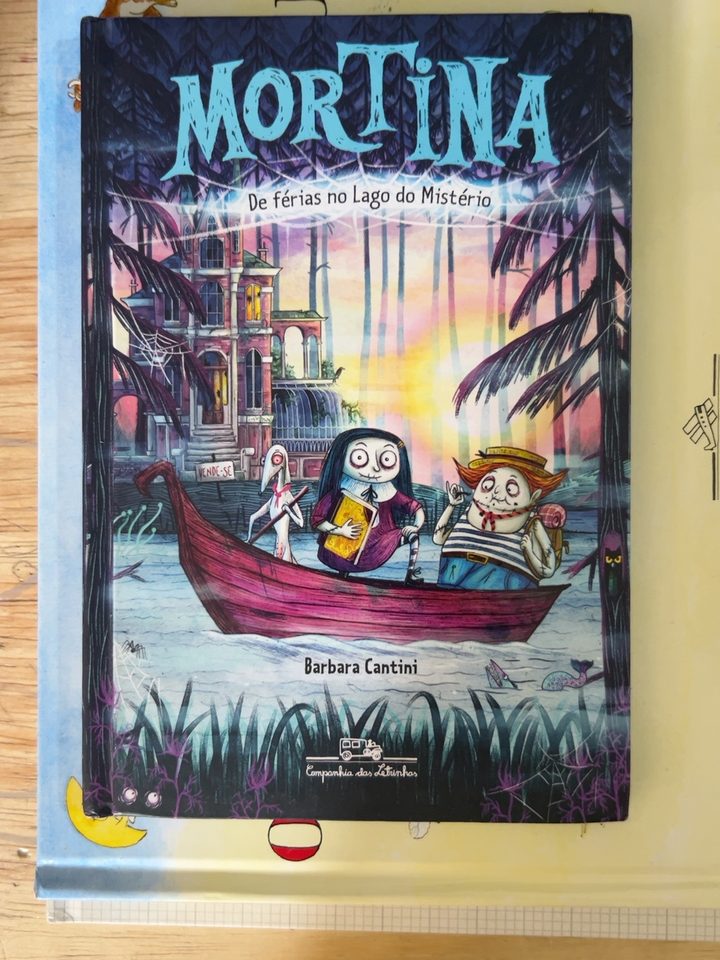 MORTINA
De férias no Lago do Mistério
VENDE-SE
Barbara Cantini
Companhia das Letrinhas